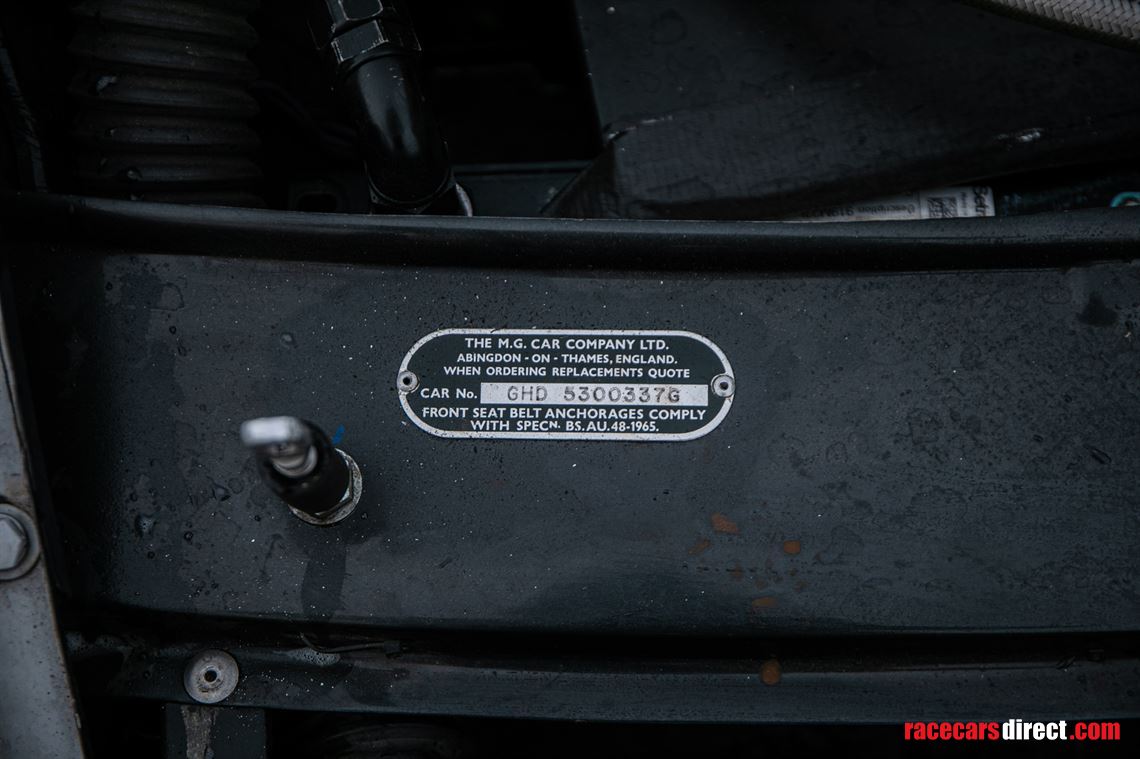 Description
THE M.G. CAR COMPANY LTD.
ABINGDON - ON - THAMES, ENGLAND.
WHEN ORDERING REPLACEMENTS QUOTE
CAR No. GHD 5300337G
FRONT SEAT BELT ANCHORAGES COMPLY
WITH SPECN. BS.AU.48-1965.
racecarsdirect.com